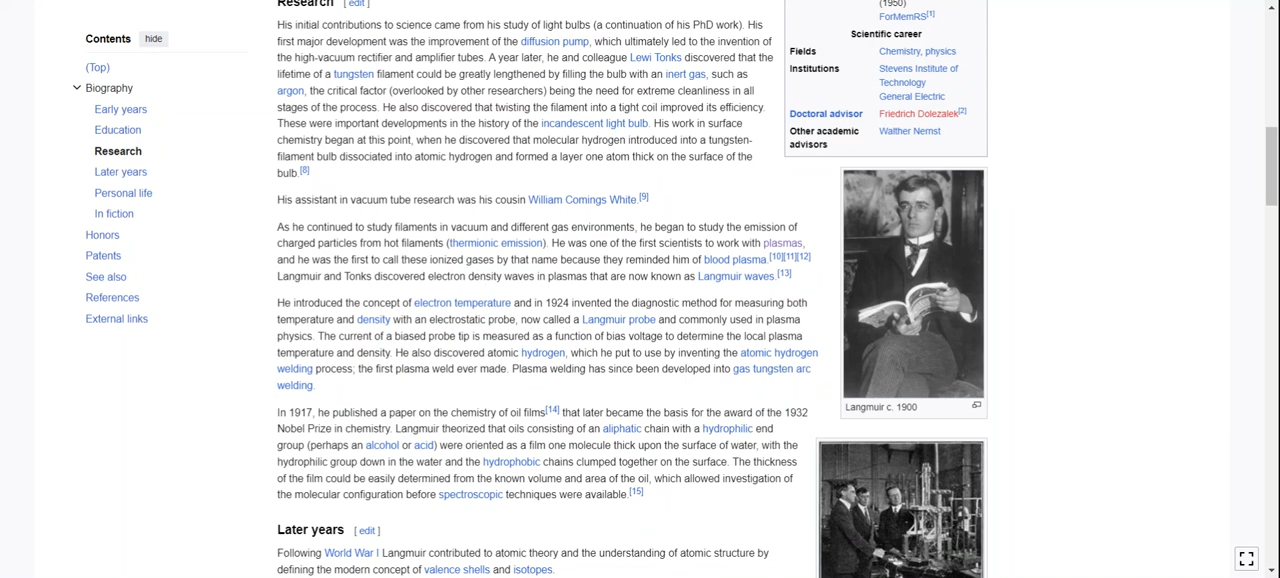 Contents hide
(Top)
Biography
Early years
Education
Research
Later years
Personal life
In fiction
Honors
Patents
See also
References
External links
Research [ edit ]
His initial contributions to science came from his study of light bulbs (a continuation of his PhD work). His
first major development was the improvement of the diffusion pump, which ultimately led to the invention of
the high-vacuum rectifier and amplifier tubes. A year later, he and colleague Lewi Tonks discovered that the
lifetime of a tungsten filament could be greatly lengthened by filling the bulb with an inert gas, such as
argon, the critical factor (overlooked by other researchers) being the need for extreme cleanliness in all
stages of the process. He also discovered that twisting the filament into a tight coil improved its efficiency.
These were important developments in the history of the incandescent light bulb. His work in surface
chemistry began at this point, when he discovered that molecular hydrogen introduced into a tungsten-
filament bulb dissociated into atomic hydrogen and formed a layer one atom thick on the surface of the
bulb.[8]
His assistant in vacuum tube research was his cousin William Comings White.[9]
As he continued to study filaments in vacuum and different gas environments, he began to study the emission of
charged particles from hot filaments (thermionic emission). He was one of the first scientists to work with plasmas,
and he was the first to call these ionized gases by that name because they reminded him of blood plasma.[10][11][12]
Langmuir and Tonks discovered electron density waves in plasmas that are now known as Langmuir waves.[13]
He introduced the concept of electron temperature and in 1924 invented the diagnostic method for measuring both
temperature and density with an electrostatic probe, now called a Langmuir probe and commonly used in plasma
physics. The current of a biased probe tip is measured as a function of bias voltage to determine the local plasma
temperature and density. He also discovered atomic hydrogen, which he put to use by inventing the atomic hydrogen
welding process; the first plasma weld ever made. Plasma welding has since been developed into gas tungsten arc
welding.
In 1917, he published a paper on the chemistry of oil films[14] that later became the basis for the award of the 1932
Nobel Prize in chemistry. Langmuir theorized that oils consisting of an aliphatic chain with a hydrophilic end
group (perhaps an alcohol or acid) were oriented as a film one molecule thick upon the surface of water, with the
hydrophilic group down in the water and the hydrophobic chains clumped together on the surface. The thickness
of the film could be easily determined from the known volume and area of the oil, which allowed investigation of
the molecular configuration before spectroscopic techniques were available.[15]
Later years [ edit ]
Following World War I Langmuir contributed to atomic theory and the understanding of atomic structure by
defining the modern concept of valence shells and isotopes.
(1950)
ForMemRS[1]
Scientific career
Fields Chemistry, physics
Institutions Stevens Institute of
Technology
General Electric
Doctoral advisor Friedrich Dolezalek[2]
Other academic Walther Nernst
advisors
Langmuir c. 1900